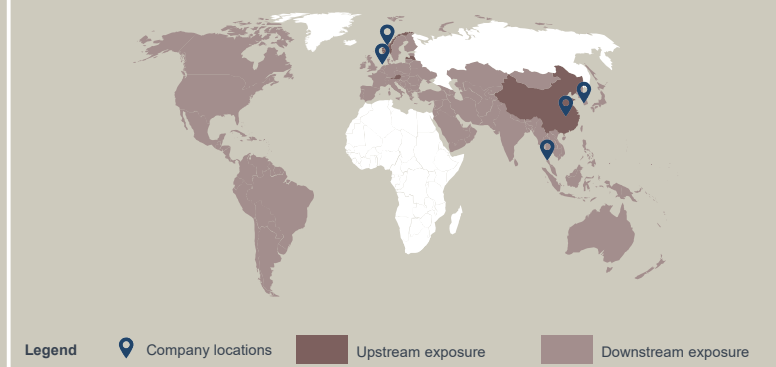 Legend
Company locations
Upstream exposure
Downstream exposure